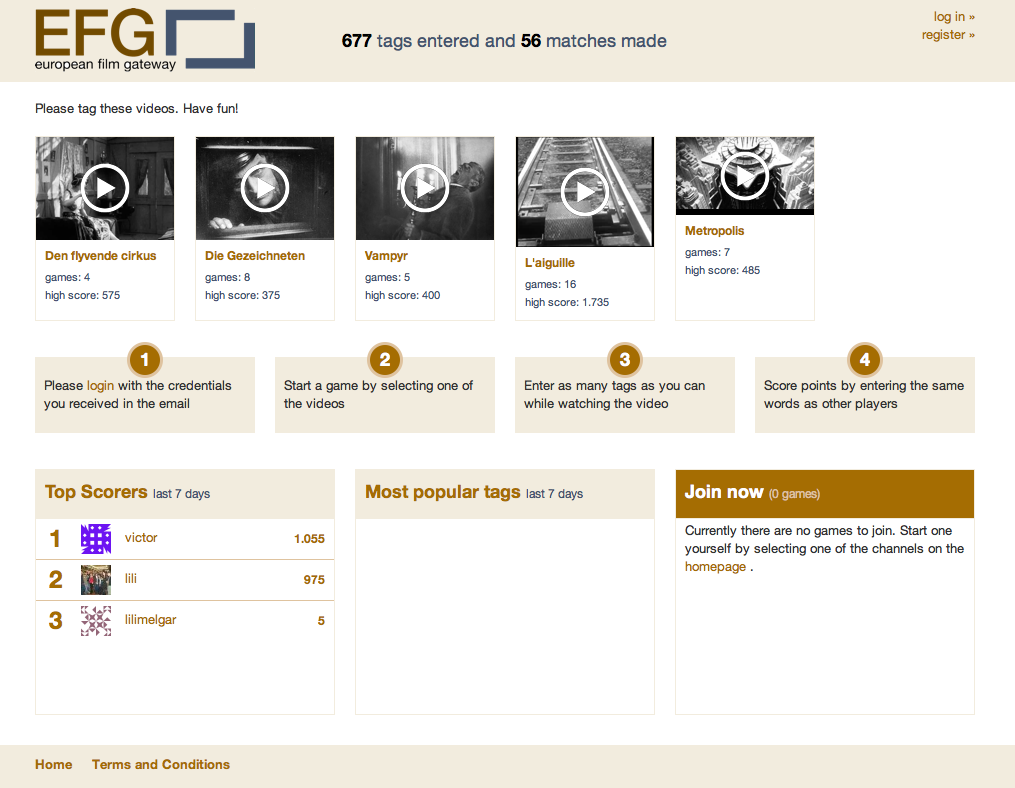 EFG
european film gateway
677 tags entered and 56 matches made
log in »
register »
Please tag these videos. Have fun!
Den flyvende cirkus
games: 4
high score: 575
Die Gezeichneten
games: 8
high score: 375
Vampyr
games: 5
high score: 400
L'aiguille
games: 16
high score: 1.735
Metropolis
games: 7
high score: 485
1
Please login with the credentials
you received in the email
2
Start a game by selecting one of
the videos
3
Enter as many tags as you can
while watching the video
4
Score points by entering the same
words as other players
Top Scorers last 7 days
1 victor 1.055
2 lili 975
3 lilimelgar 5
Most popular tags last 7 days
Join now (0 games)
Currently there are no games to join. Start one
yourself by selecting one of the channels on the
homepage .
Home Terms and Conditions